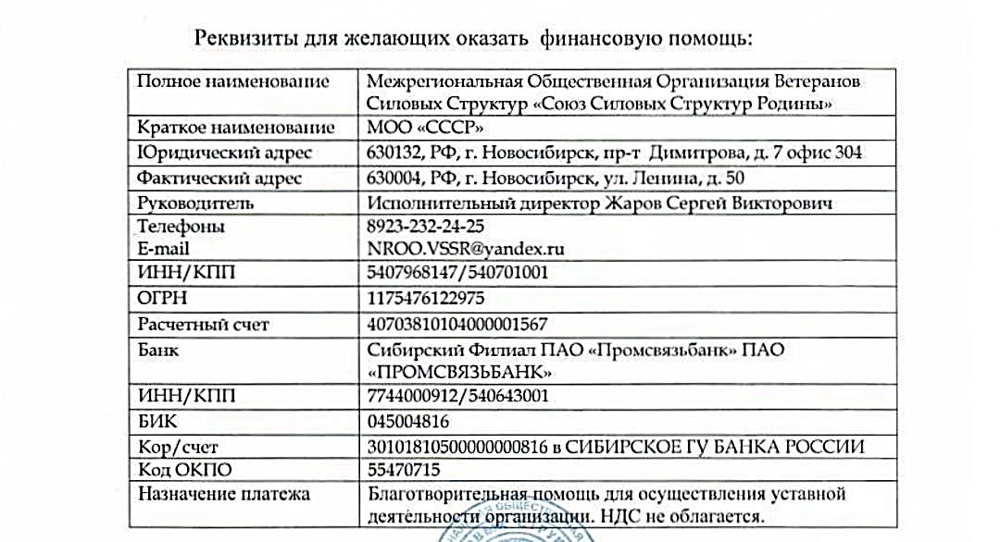 Реквизиты для желающих оказать финансовую помощь:
Полное наименование Межрегиональная Общественная Организация Ветеранов
Силовых Структур «Союз Силовых Структур Родины»
Краткое наименование МОО «СССР»
Юридический адрес 630132, РФ, г. Новосибирск, пр-т Димитрова, д. 7 офис 304
Фактический адрес 630004, РФ, г. Новосибирск, ул. Ленина, д. 50
Руководитель Исполнительный директор Жаров Сергей Викторович
Телефоны 8923-232-24-25
E-mail NROO.VSSR@yandex.ru
ИНН/КПП 5407968147/540701001
ОГРН 1175476122975
Расчетный счет 40703810104000001567
Банк Сибирский Филиал ПАО «Промсвязьбанк» ПАО
«ПРОМСВЯЗЬБАНК»
ИНН/КПП 7744000912/540643001
БИК 045004816
Кор/счет 30101810500000000816 в СИБИРСКОЕ ГУ БАНКА РОССИИ
Код ОКПО 55470715
Назначение платежа Благотворительная помощь для осуществления уставной
деятельности организации. НДС не облагается.